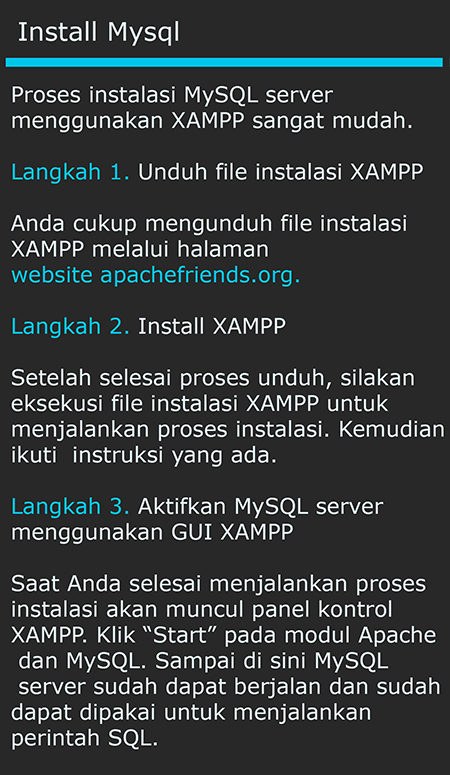 Install Mysql
Proses instalasi MySQL server
menggunakan XAMPP sangat mudah.
Langkah 1. Unduh file instalasi XAMPP
Anda cukup mengunduh file instalasi
XAMPP melalui halaman
website apachefriends.org.
Langkah 2. Install XAMPP
Setelah selesai proses unduh, silakan
eksekusi file instalasi XAMPP untuk
menjalankan proses instalasi. Kemudian
ikuti  instruksi yang ada.
Langkah 3. Aktifkan MySQL server
menggunakan GUI XAMPP
Saat Anda selesai menjalankan proses
instalasi akan muncul panel kontrol
XAMPP. Klik “Start” pada modul Apache
dan MySQL. Sampai di sini MySQL
server sudah dapat berjalan dan sudah
dapat dipakai untuk menjalankan
perintah SQL.